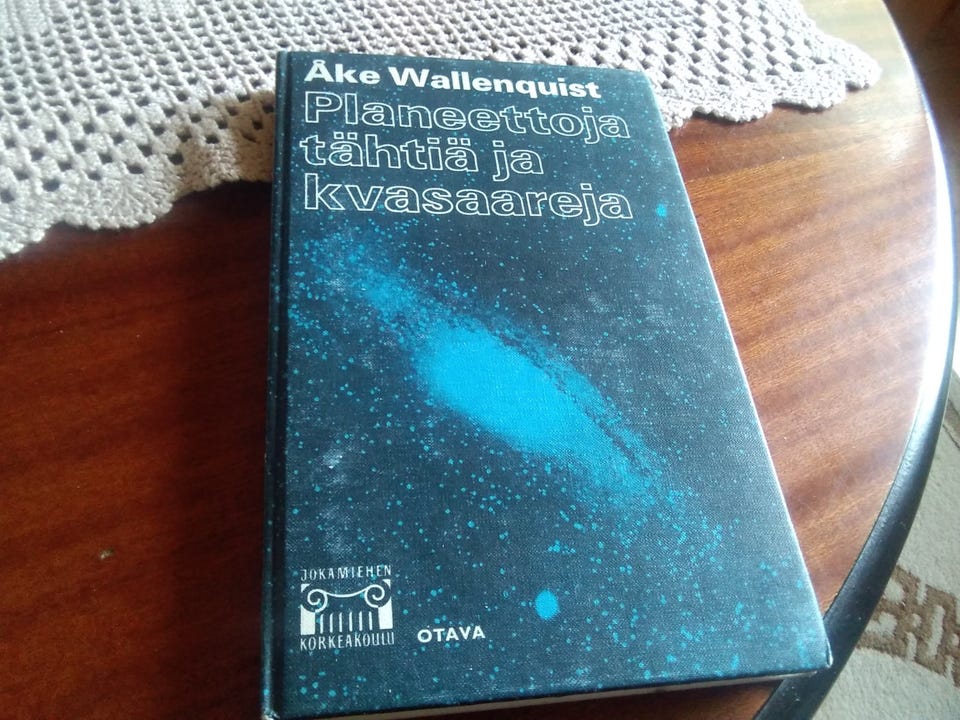 Åke Wallenquist
Planeettoja
tähtiä ja
kvasaareja
JOKAMIEHEN
KORKEAKOULU
OTAVA